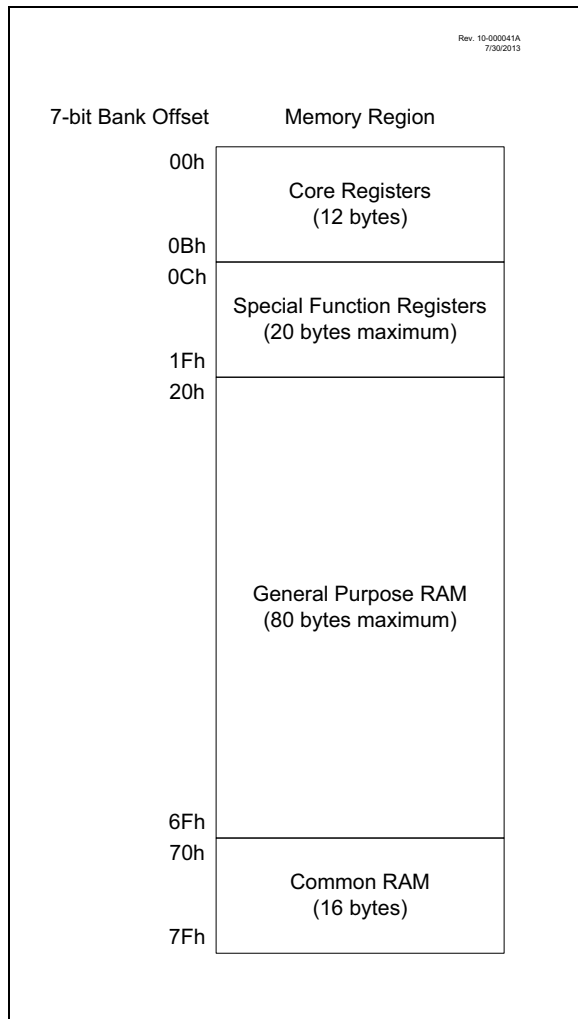 Rev. 10-000041A
7/30/2013
7-bit Bank Offset Memory Region
00h
Core Registers
(12 bytes)
0Bh
0Ch
Special Function Registers
(20 bytes maximum)
1Fh
20h
General Purpose RAM
(80 bytes maximum)
6Fh
70h
Common RAM
(16 bytes)
7Fh